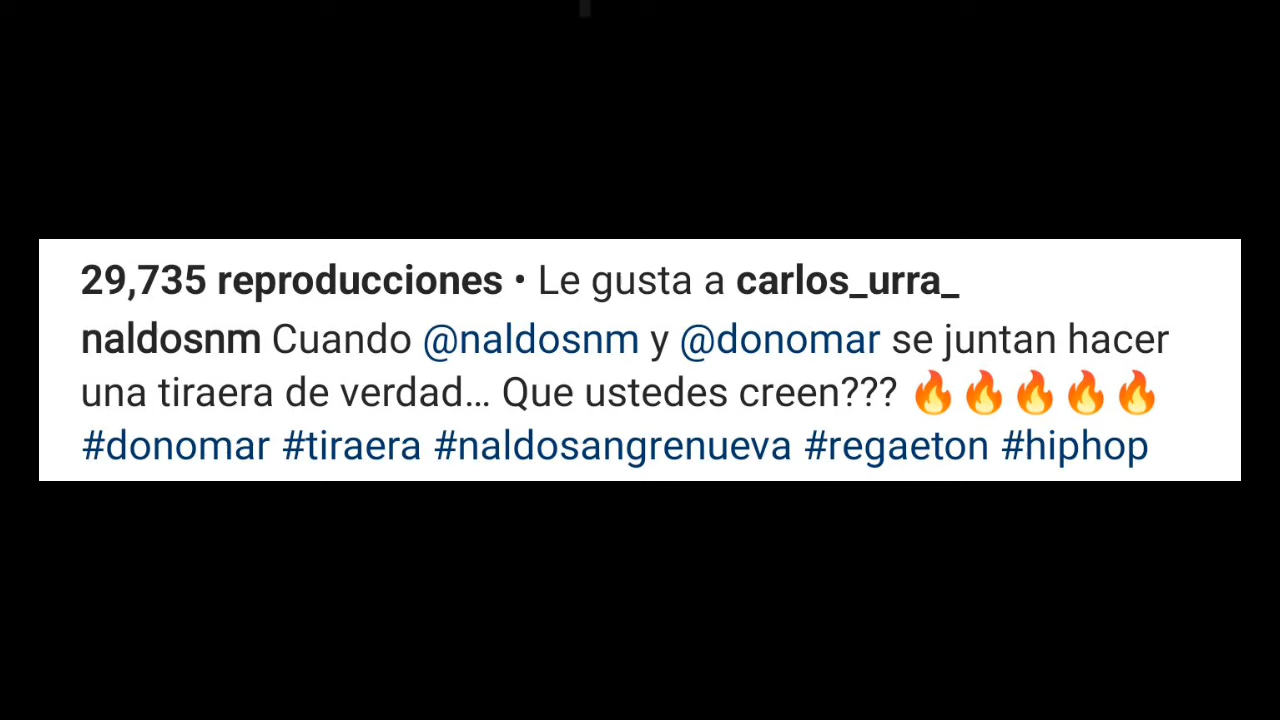 29,735 reproducciones • Le gusta a carlos_urra_
naldosnm Cuando @naldosnm y @donomar se juntan hacer
una tiraera de verdad... Que ustedes creen??? 🔥🔥🔥🔥🔥
#donomar #tiraera #naldosangrenueva #regaeton #hiphop